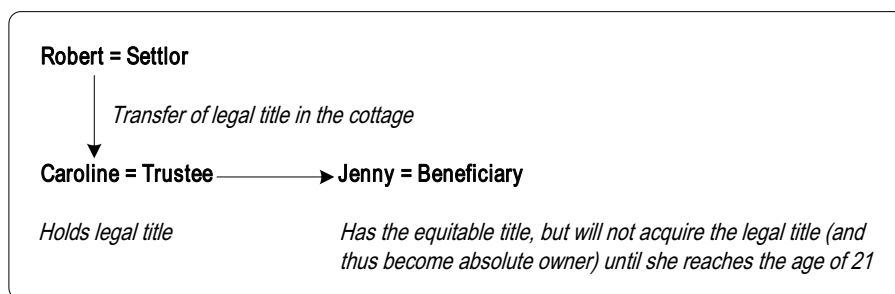 Robert = Settlor
Transfer of legal title in the cottage
Caroline = Trustee Jenny = Beneficiary
Holds legal title Has the equitable title, but will not acquire the legal title (and
thus become absolute owner) until she reaches the age of 21